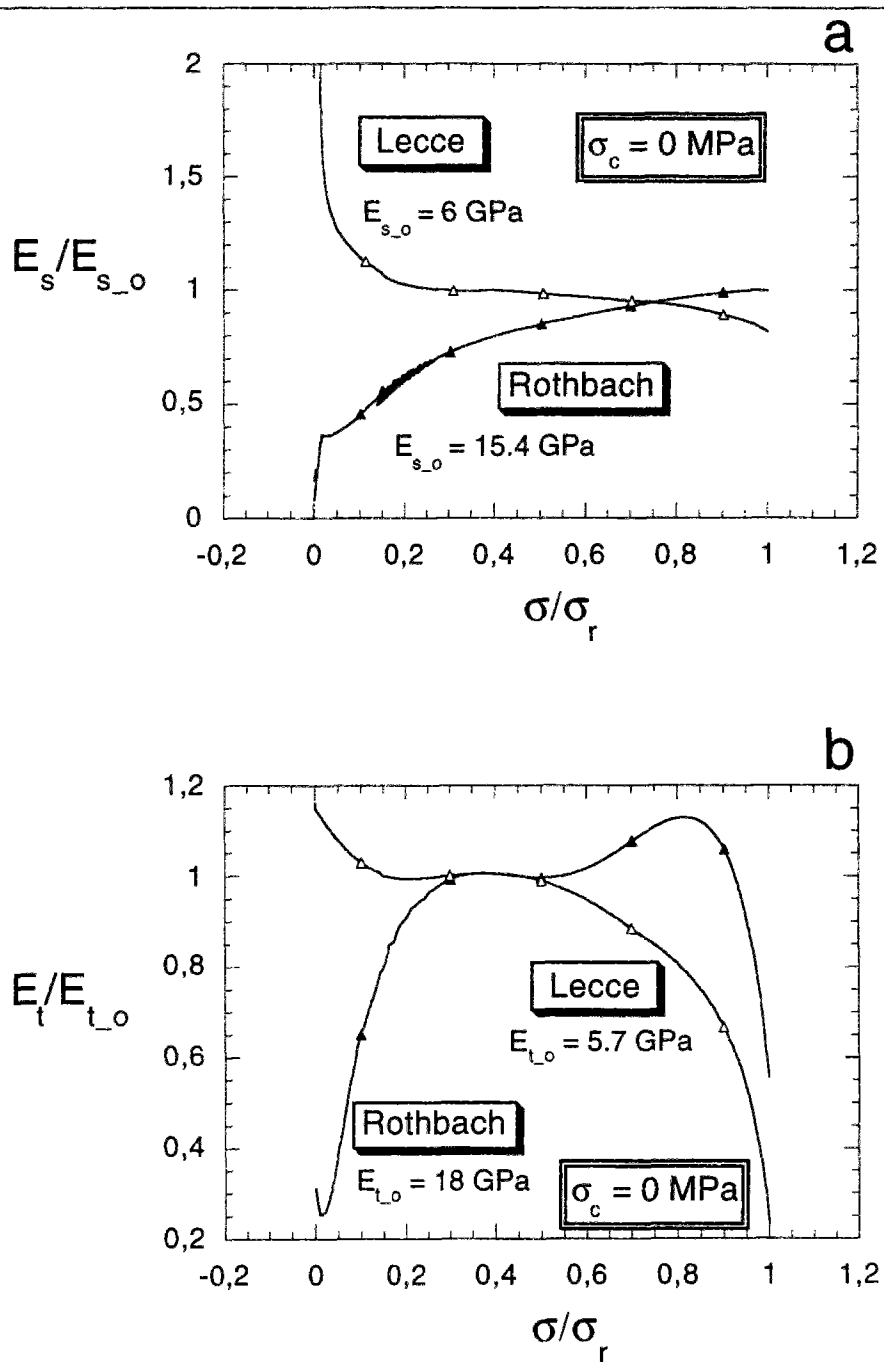 a
2
Lecce
σc = 0 MPa
1,5
Es_o = 6 GPa
Es/Es_o
1
Rothbach
0,5
Es_o = 15.4 GPa
0
-0,2 0 0,2 0,4 0,6 0,8 1 1,2
σ/σr
b
1,2
1
0,8
Lecce
Et/Et_o
Et_o = 5.7 GPa
0,6
Rothbach
0,4
Et_o = 18 GPa
σc = 0 MPa
0,2
-0,2 0 0,2 0,4 0,6 0,8 1 1,2
σ/σr